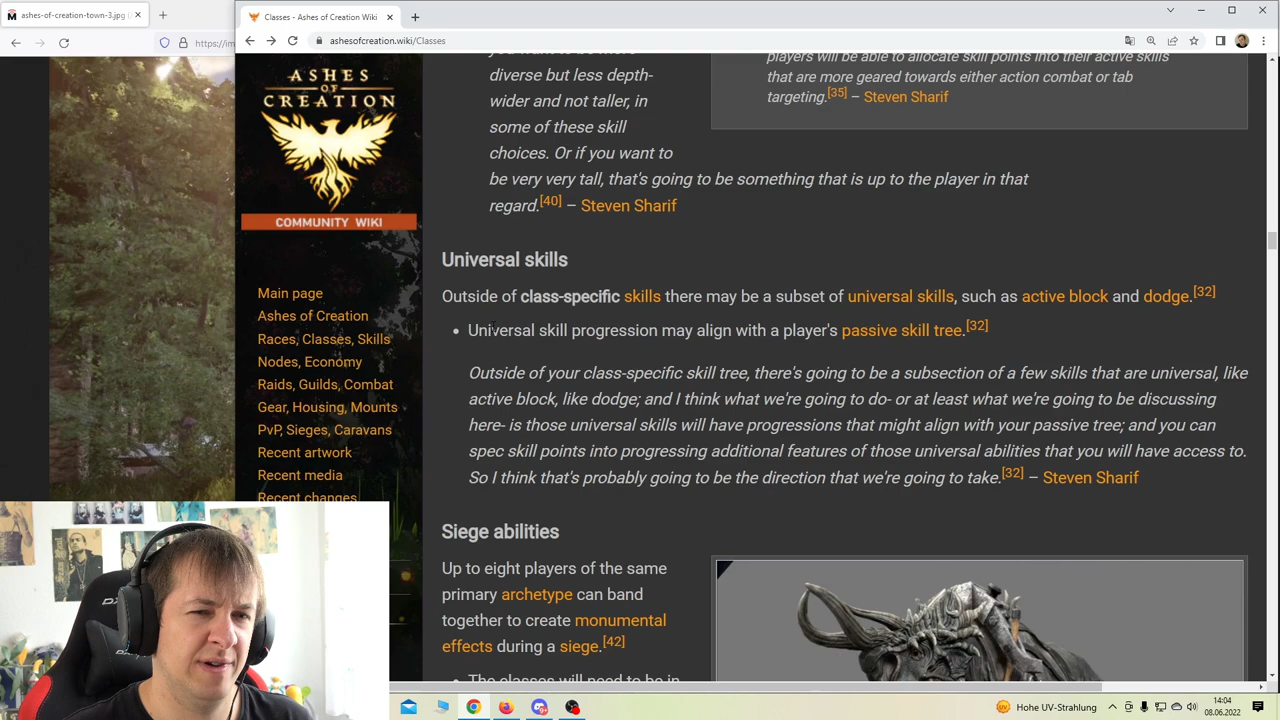 ashes-of-creation-town-3.jpg (
Classes - Ashes of Creation Wiki
https://im
ashesofcreation.wiki/Classes
ASHES
OF
CREATION
COMMUNITY WIKI
Main page
Ashes of Creation
Races, Classes, Skills
Nodes, Economy
Raids, Guilds, Combat
Gear, Housing, Mounts
PvP, Sieges, Caravans
Recent artwork
Recent media
Recent changes
diverse but less depth-
wider and not taller, in
some of these skill
choices. Or if you want to
be very very tall, that's going to be something that is up to the player in that
regard.[40] – Steven Sharif
players will be able to allocate skill points into their active skills
that are more geared towards either action combat or tab
targeting.[35] – Steven Sharif
Universal skills
Outside of class-specific skills there may be a subset of universal skills, such as active block and dodge.[32]
• Universal skill progression may align with a player's passive skill tree.[32]
Outside of your class-specific skill tree, there's going to be a subsection of a few skills that are universal, like
active block, like dodge; and I think what we're going to do- or at least what we're going to be discussing
here- is those universal skills will have progressions that might align with your passive tree; and you can
spec skill points into progressing additional features of those universal abilities that you will have access to.
So I think that's probably going to be the direction that we're going to take.[32] – Steven Sharif
Siege abilities
Up to eight players of the same
primary archetype can band
together to create monumental
effects during a siege.[42]
• The classes will need to be in
Hohe UV-Strahlung
14:04
08.06.2022